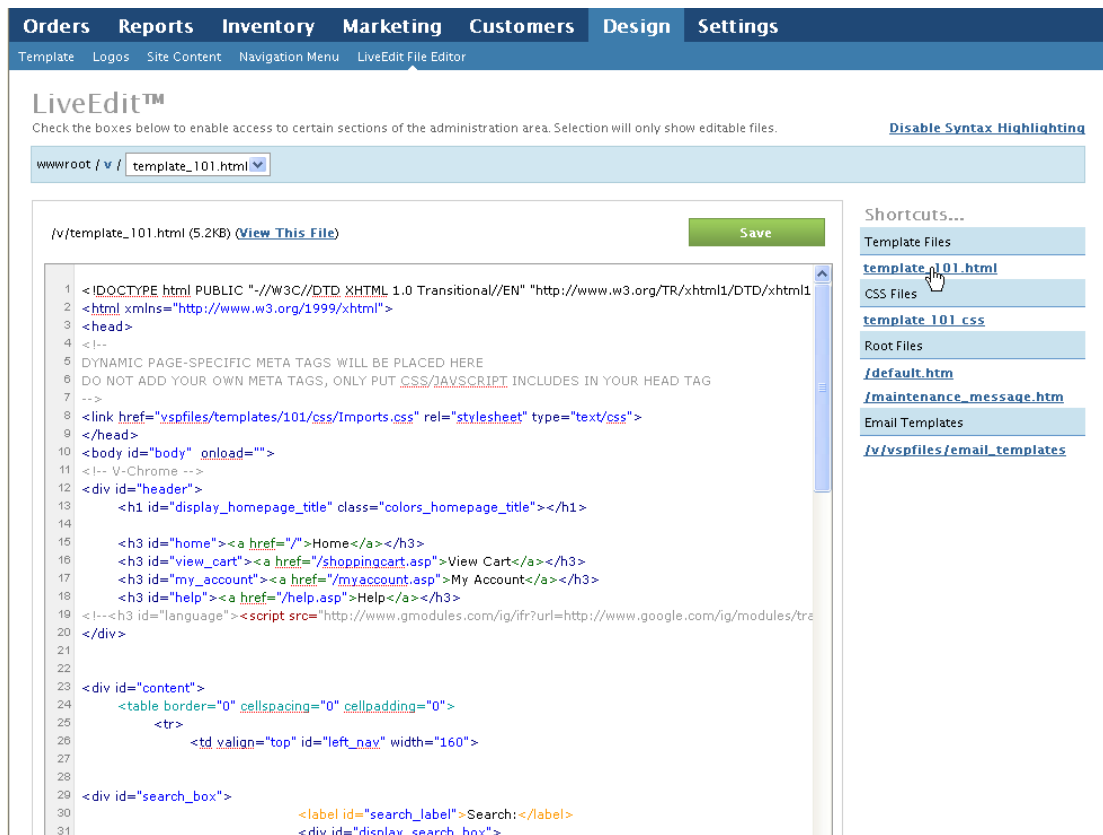 Orders Reports Inventory Marketing Customers Design Settings
Template Logos Site Content Navigation Menu LiveEdit File Editor
LiveEdit™
Check the boxes below to enable access to certain sections of the administration area. Selection will only show editable files.
Disable Syntax Highlighting
wwwroot / v / template_101.html
/v/template_101.html (5.2KB) (View This File)
Save
1 <!DOCTYPE html PUBLIC "-//W3C//DTD XHTML 1.0 Transitional//EN" "http://www.w3.org/TR/xhtml1/DTD/xhtml1
2 <html xmlns="http://www.w3.org/1999/xhtml">
3 <head>
4 <!--
5 DYNAMIC PAGE-SPECIFIC META TAGS WILL BE PLACED HERE
6 DO NOT ADD YOUR OWN META TAGS, ONLY PUT CSS/JAVSCRIPT INCLUDES IN YOUR HEAD TAG
7 -->
8 <link href="vspfiles/templates/101/css/Imports.css" rel="stylesheet" type="text/css">
9 </head>
10 <body id="body" onload="">
11 <!-- V-Chrome -->
12 <div id="header">
13 <h1 id="display_homepage_title" class="colors_homepage_title"></h1>
14
15 <h3 id="home"><a href="/">Home</a></h3>
16 <h3 id="view_cart"><a href="/shoppingcart.asp">View Cart</a></h3>
17 <h3 id="my_account"><a href="/myaccount.asp">My Account</a></h3>
18 <h3 id="help"><a href="/help.asp">Help</a></h3>
19 <!--<h3 id="language"><script src="http://www.gmodules.com/ig/ifr?url=http://www.google.com/ig/modules/tra
20 </div>
21
22
23 <div id="content">
24 <table border="0" cellspacing="0" cellpadding="0">
25 <tr>
26 <td valign="top" id="left_nav" width="160">
27
28
29 <div id="search_box">
30 <label id="search_label">Search:</label>
31 <div id="display_search_box">
Shortcuts...
Template Files
template_101.html
CSS Files
template 101 css
Root Files
/default.htm
/maintenance_message.htm
Email Templates
/v/vspfiles/email_templates